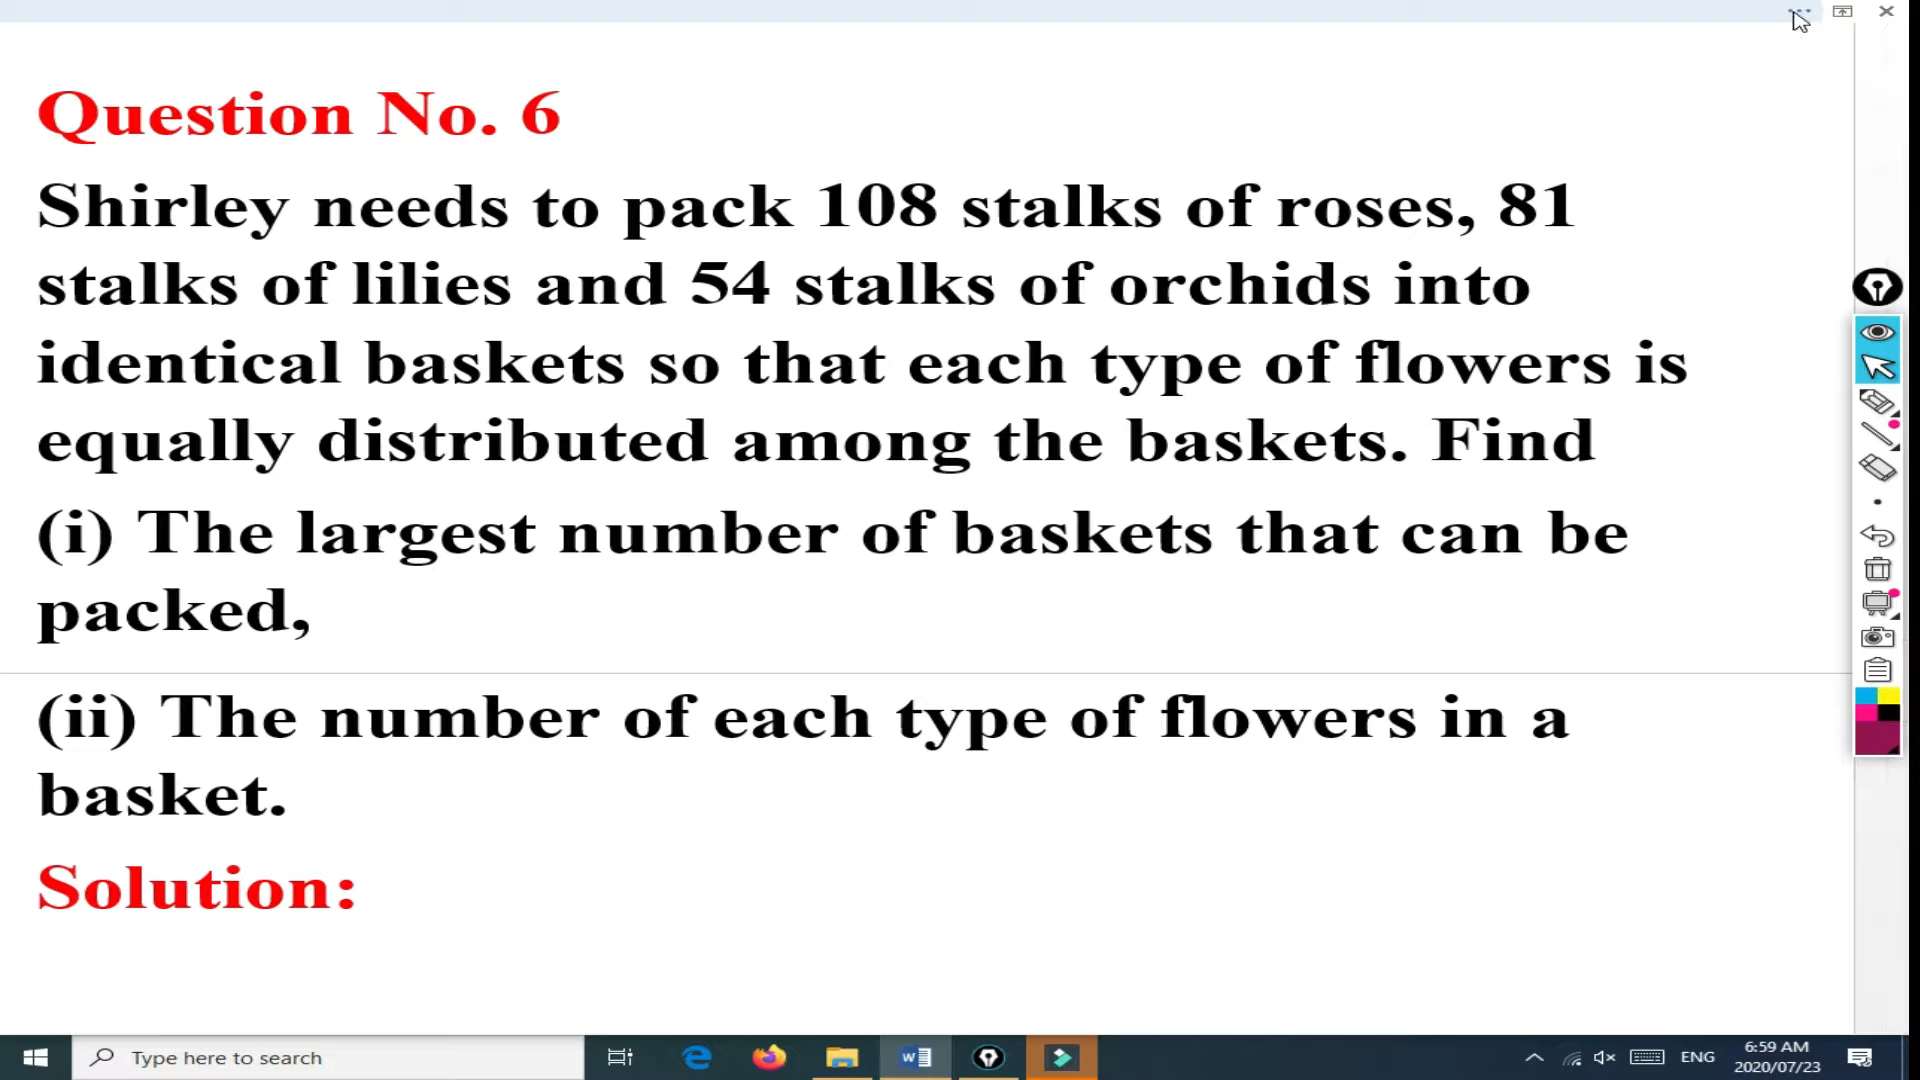 Question No. 6
Shirley needs to pack 108 stalks of roses, 81
stalks of lilies and 54 stalks of orchids into
identical baskets so that each type of flowers is
equally distributed among the baskets. Find
(i) The largest number of baskets that can be
packed,
(ii) The number of each type of flowers in a
basket.
Solution:
Type here to search
ENG
6:59 AM
2020/07/23